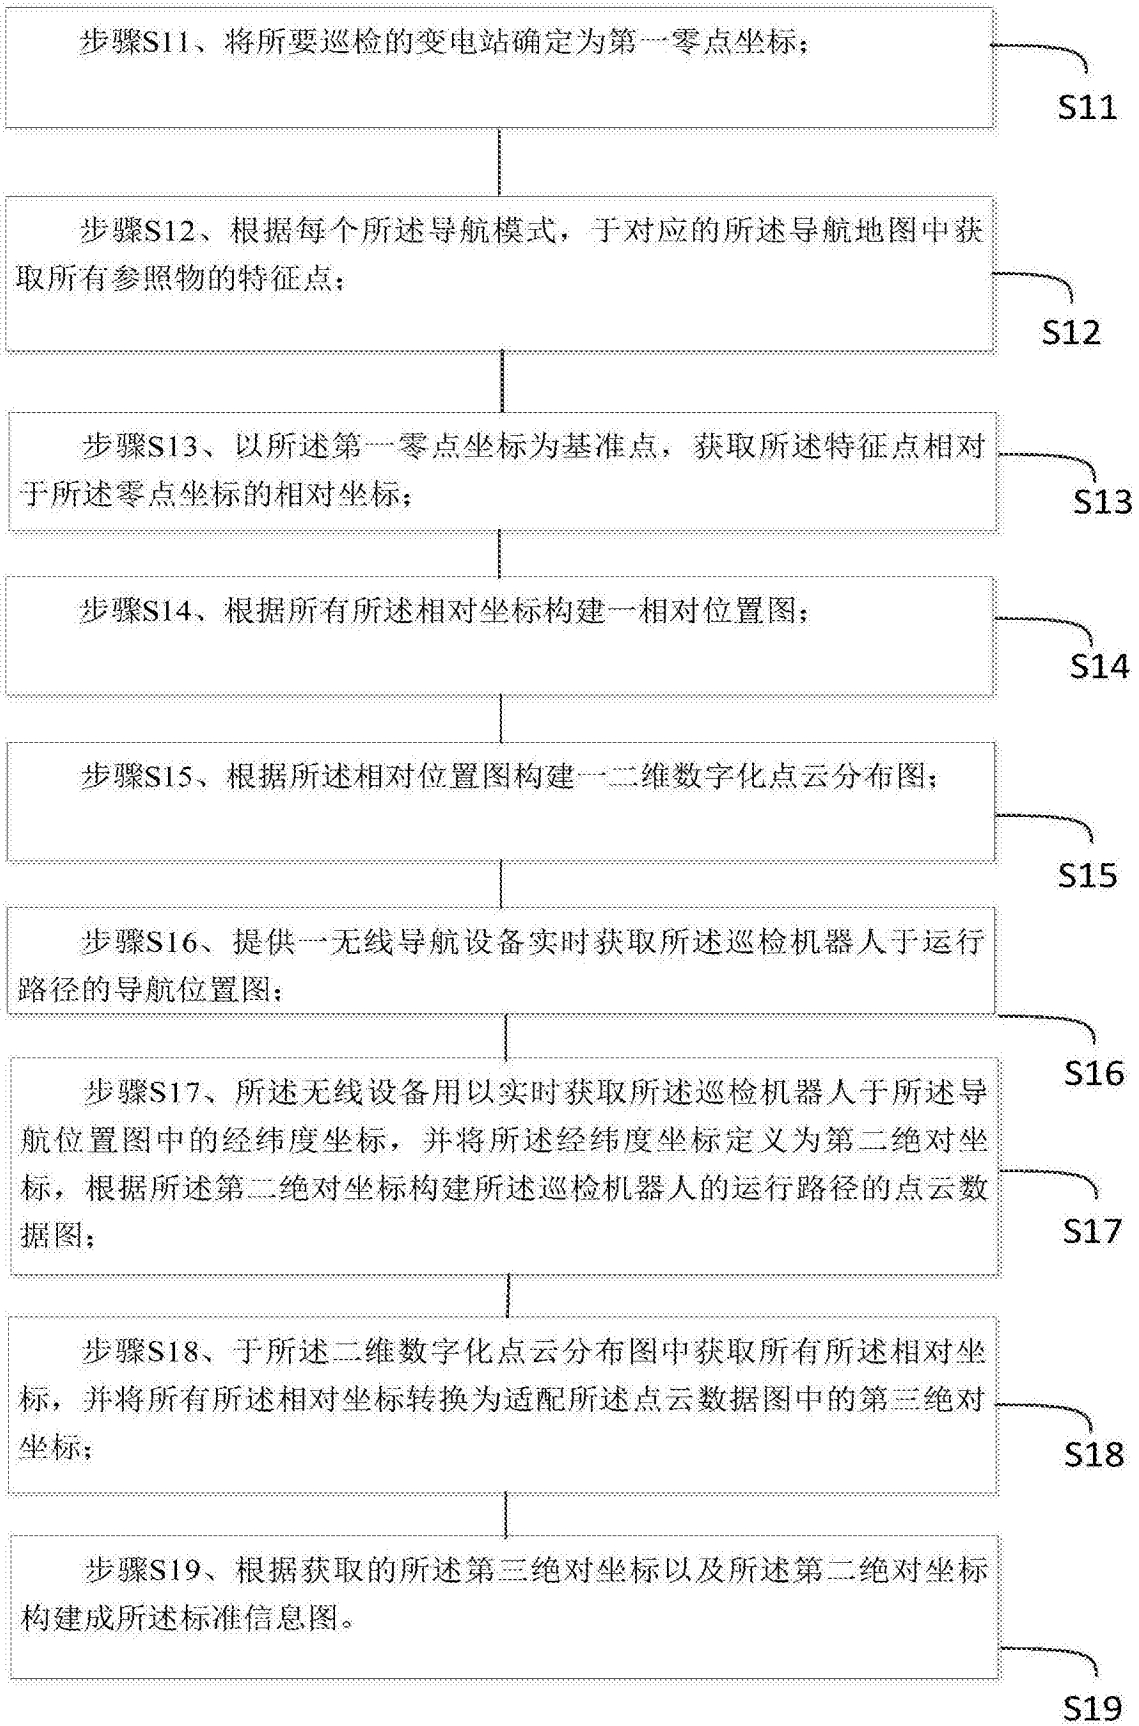 步骤S11、将所要巡检的变电站确定为第一零点坐标；
S11
步骤S12、根据每个所述导航模式，于对应的所述导航地图中获
取所有参照物的特征点；
S12
步骤S13、以所述第一零点坐标为基准点，获取所述特征点相对
于所述零点坐标的相对坐标；
S13
步骤S14、根据所有所述相对坐标构建一相对位置图；
S14
步骤S15、根据所述相对位置图构建一二维数字化点云分布图；
S15
步骤S16、提供一无线导航设备实时获取所述巡检机器人于运行
路径的导航位置图；
S16
步骤S17、所述无线设备用以实时获取所述巡检机器人于所述导
航位置图中的经纬度坐标，并将所述经纬度坐标定义为第二绝对坐
标，根据所述第二绝对坐标构建所述巡检机器人的运行路径的点云数
据图；
S17
步骤S18、于所述二维数字化点云分布图中获取所有所述相对坐
标，并将所有所述相对坐标转换为适配所述点云数据图中的第三绝对
坐标；
S18
步骤S19、根据获取的所述第三绝对坐标以及所述第二绝对坐标
构建成所述标准信息图。
S19